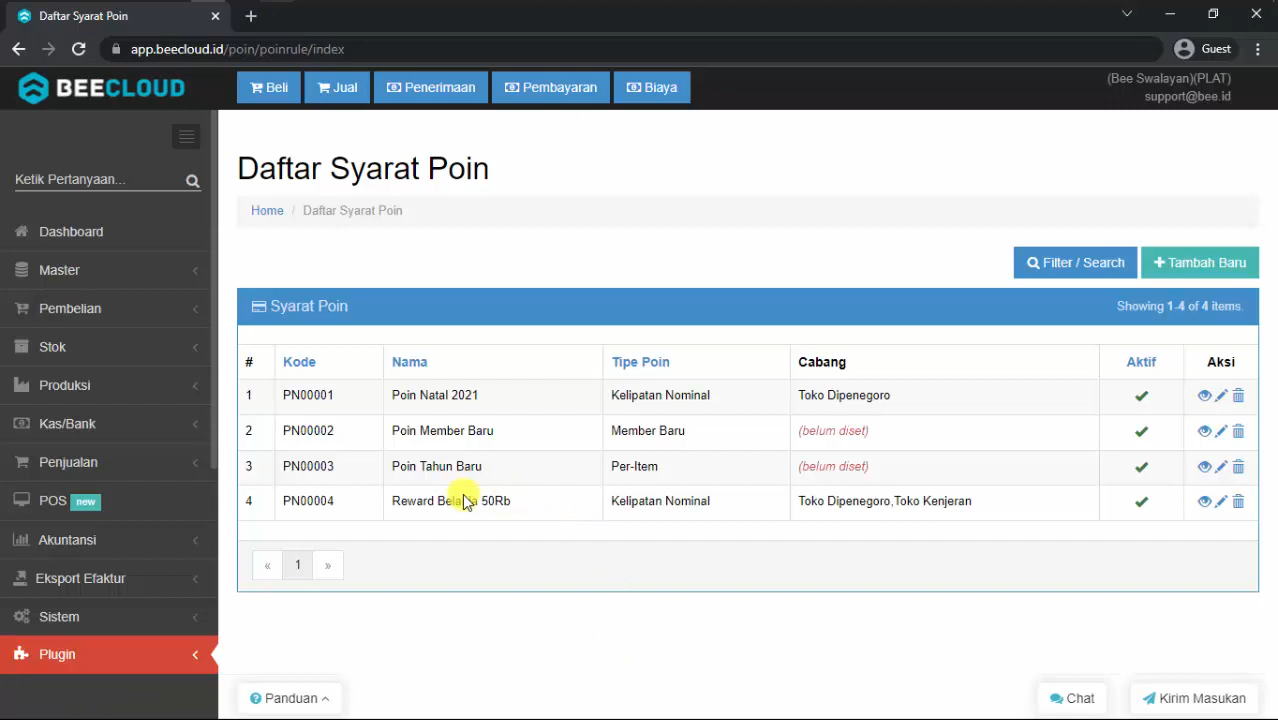 Daftar Syarat Poin
app.beecloud.id/poin/poinrule/index
Guest
BEECLOUD
Beli
Jual
Penerimaan
Pembayaran
Biaya
(Bee Swalayan)(PLAT)
support@bee.id
Ketik Pertanyaan...
Dashboard
Master
Pembelian
Stok
Produksi
Kas/Bank
Penjualan
POS new
Akuntansi
Eksport Efaktur
Sistem
Plugin
Daftar Syarat Poin
Home / Daftar Syarat Poin
Filter / Search
+Tambah Baru
Syarat Poin
Showing 1-4 of 4 items.
# Kode Nama Tipe Poin Cabang Aktif Aksi
1 PN00001 Poin Natal 2021 Kelipatan Nominal Toko Dipenegoro
2 PN00002 Poin Member Baru Member Baru (belum diset)
3 PN00003 Poin Tahun Baru Per-Item (belum diset)
4 PN00004 Reward Belanja 50Rb Kelipatan Nominal Toko Dipenegoro,Toko Kenjeran
« 1 »
Panduan
Chat
Kirim Masukan